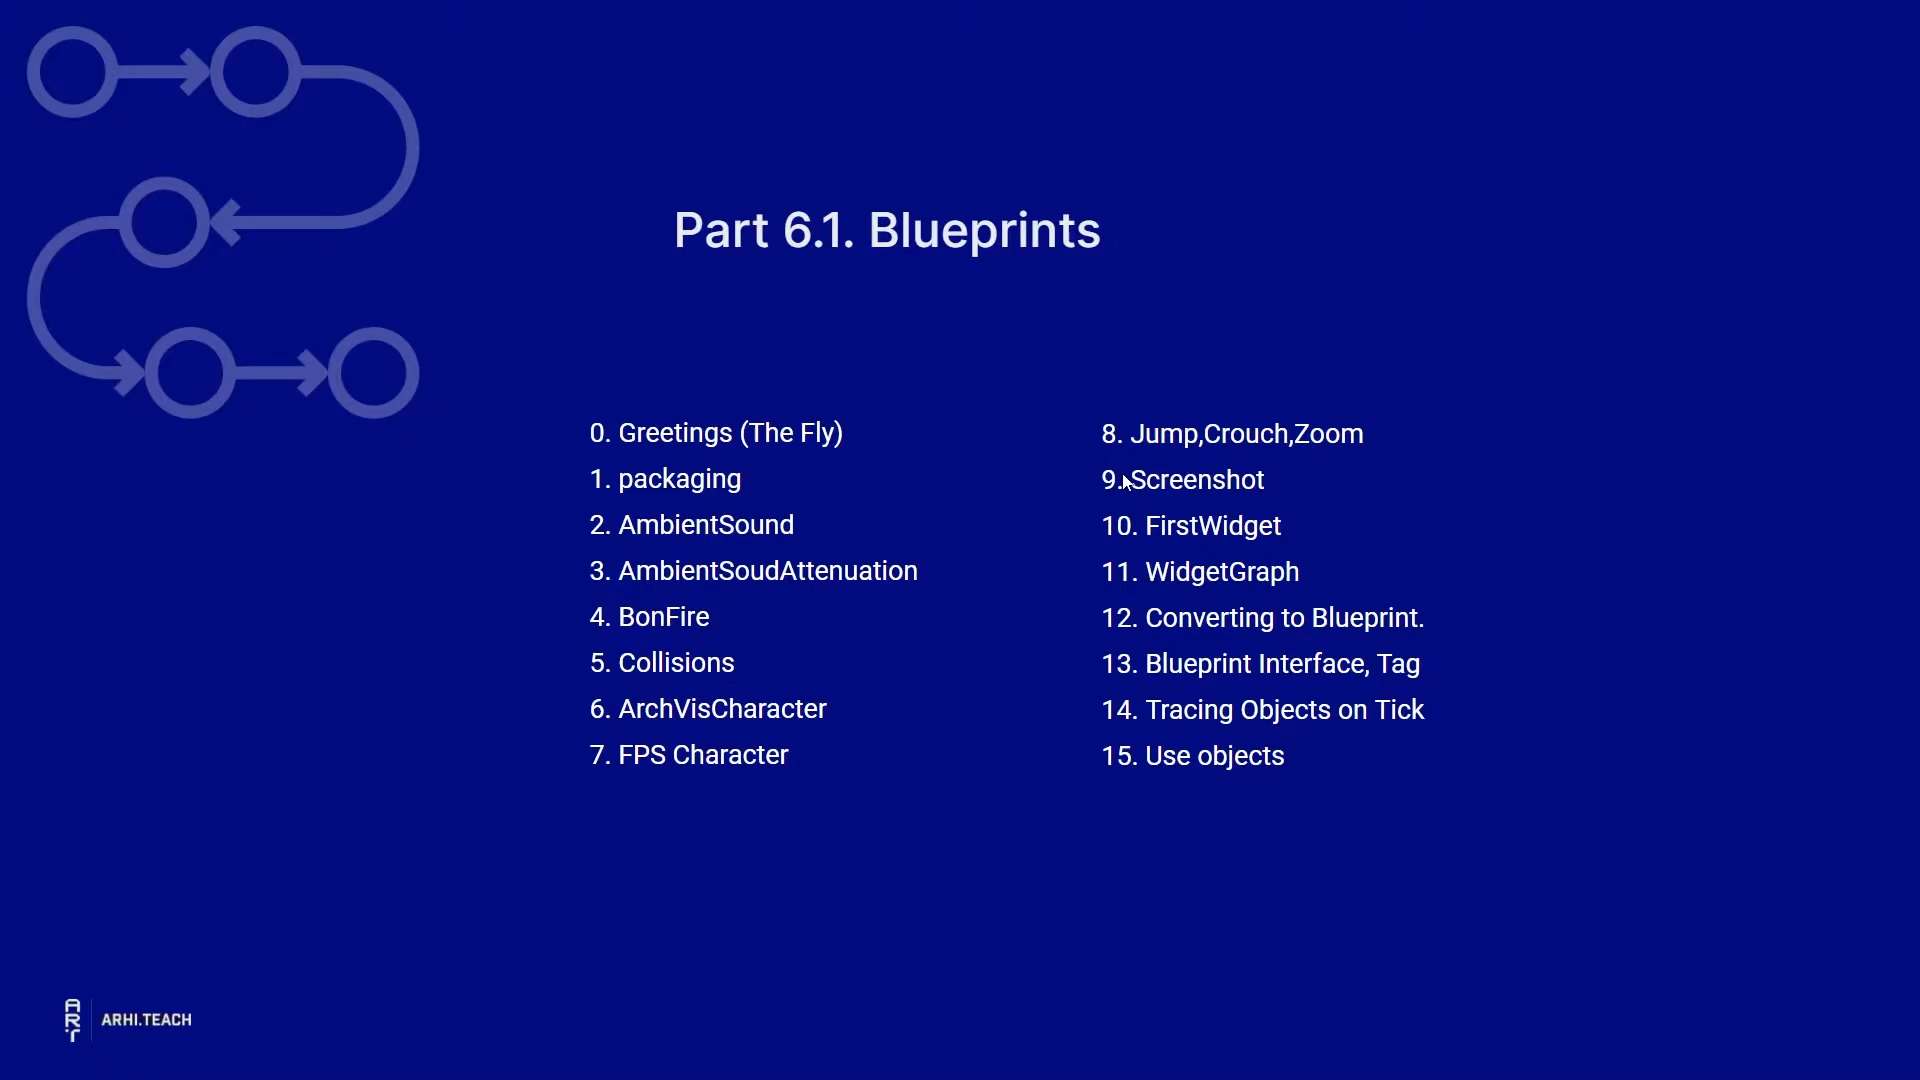 Part 6.1. Blueprints
0. Greetings (The Fly)
1. packaging
2. AmbientSound
3. AmbientSoudAttenuation
4. BonFire
5. Collisions
6. ArchVisCharacter
7. FPS Character
8. Jump,Crouch,Zoom
9. Screenshot
10. FirstWidget
11. WidgetGraph
12. Converting to Blueprint.
13. Blueprint Interface, Tag
14. Tracing Objects on Tick
15. Use objects
ART
ARHI.TEACH